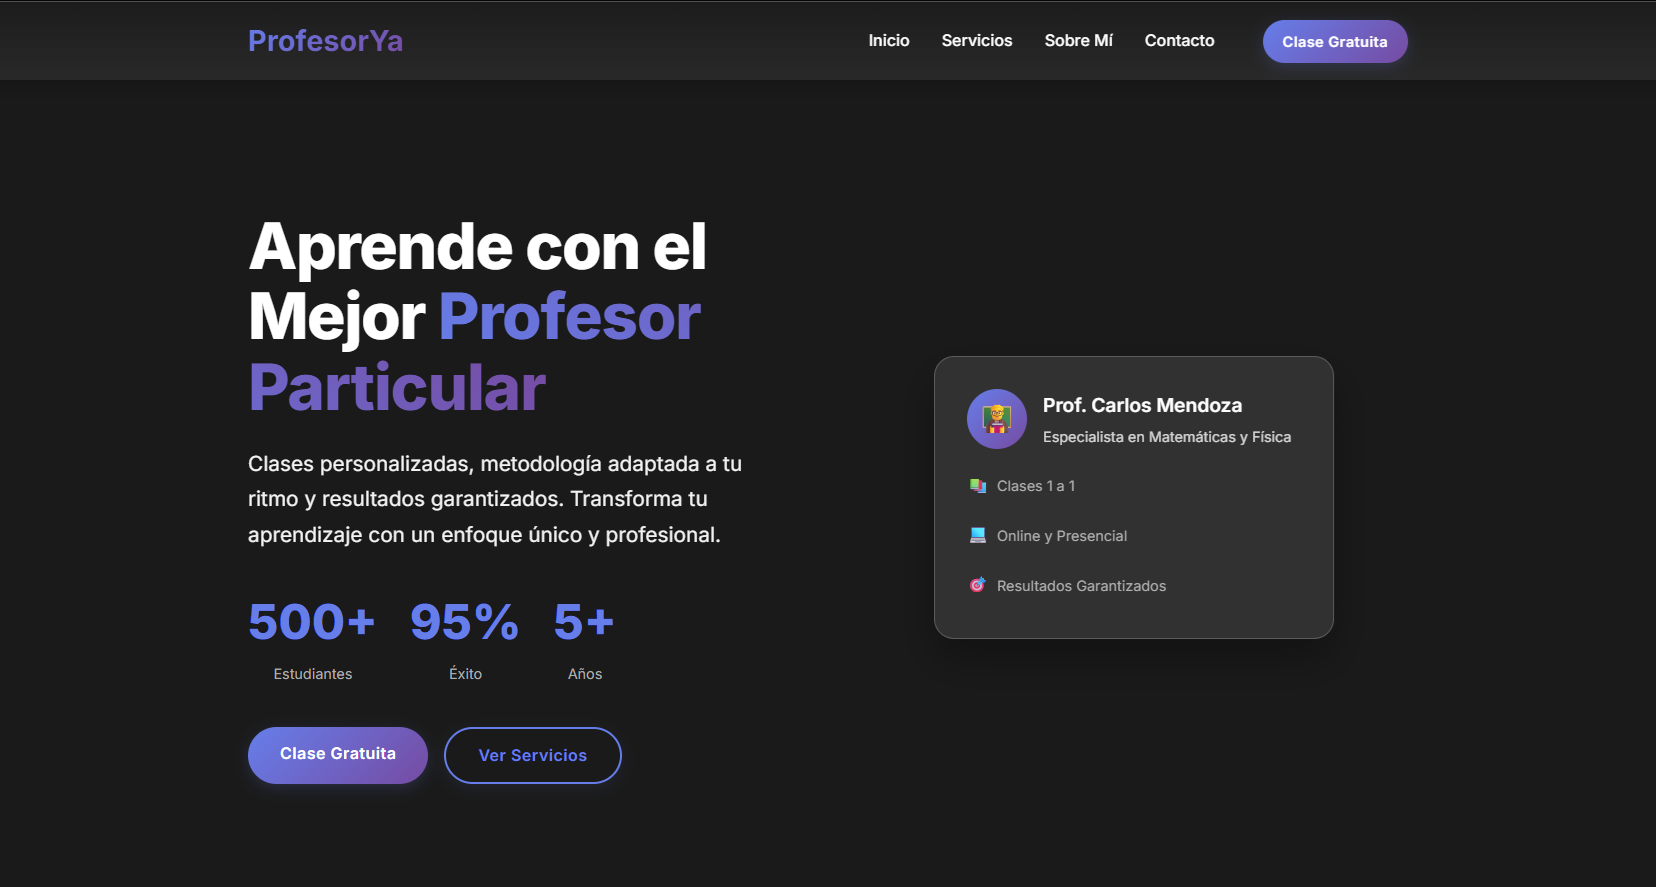 ProfesorYa
Inicio
Servicios
Sobre Mí
Contacto
Clase Gratuita
Aprende con el
Mejor Profesor
Particular
Clases personalizadas, metodología adaptada a tu
ritmo y resultados garantizados. Transforma tu
aprendizaje con un enfoque único y profesional.
500+
Estudiantes
95%
Éxito
5+
Años
Clase Gratuita
Ver Servicios
Prof. Carlos Mendoza
Especialista en Matemáticas y Física
Clases 1 a 1
Online y Presencial
Resultados Garantizados